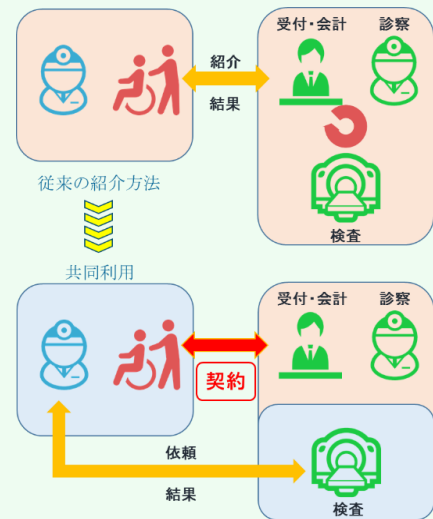 受付・会計 診察
紹介
結果
検査
従来の紹介方法
共同利用
受付・会計 診察
契約
依頼
結果
検査